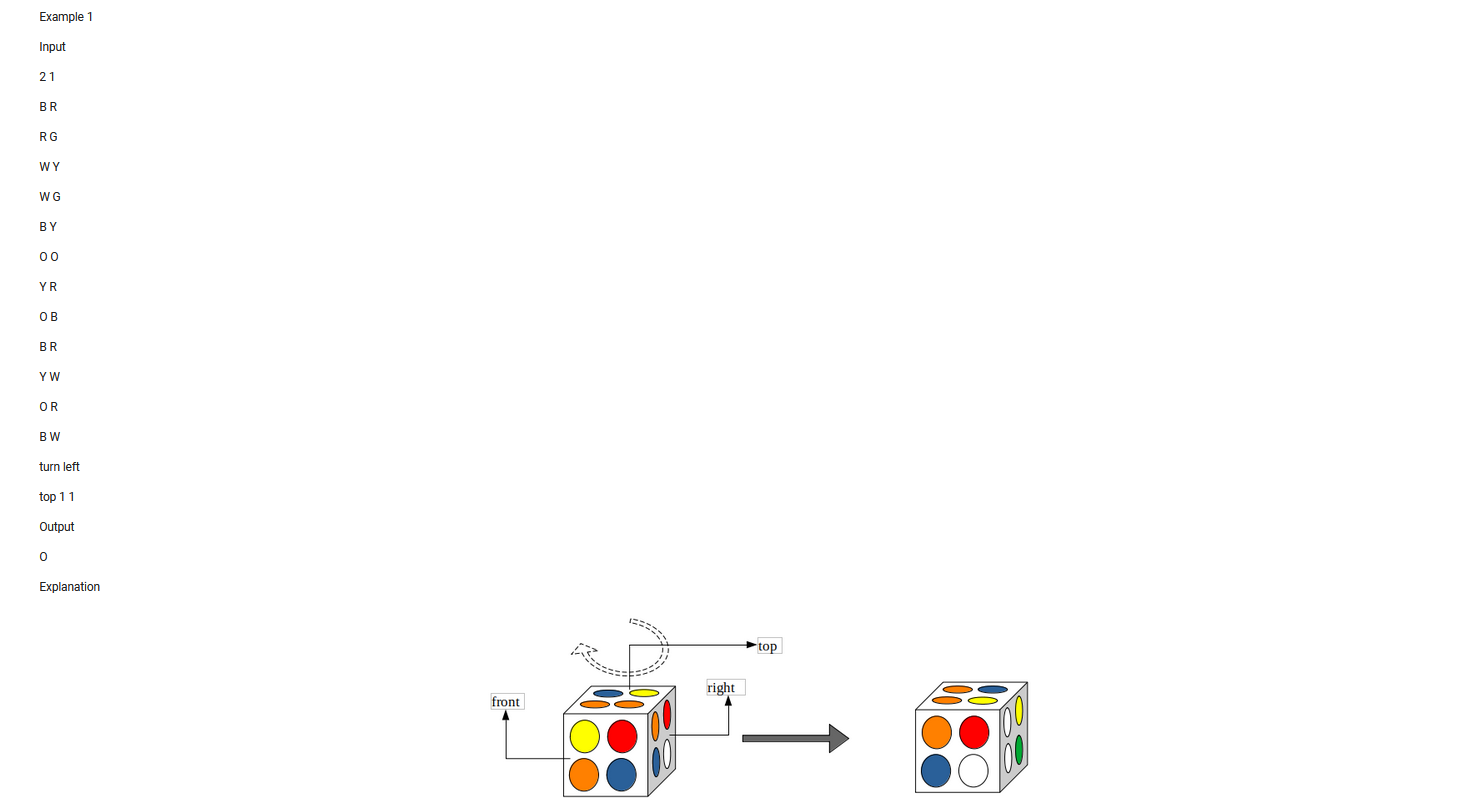 Example 1
Input
2 1
B R
R G
W Y
W G
B Y
O O
Y R
O B
B R
Y W
O R
B W
turn left
top 1 1
Output
O
Explanation
top
right
front